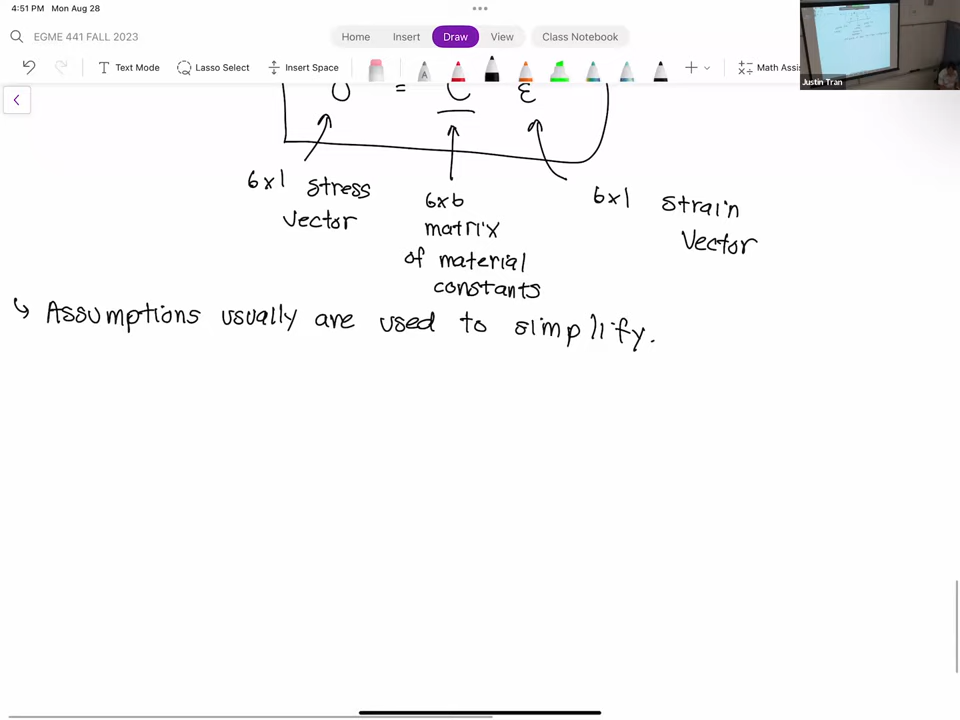 4:51 PM Mon Aug 28
EGME 441 FALL 2023
Home Insert Draw View Class Notebook
Text Mode Lasso Select Insert Space Math Assis
Justin Tran
σ = C ε
6x1 stress
vector
6x6
matrix
of material
constants
6x1 strain
vector
↳ Assumptions usually are used to simplify.